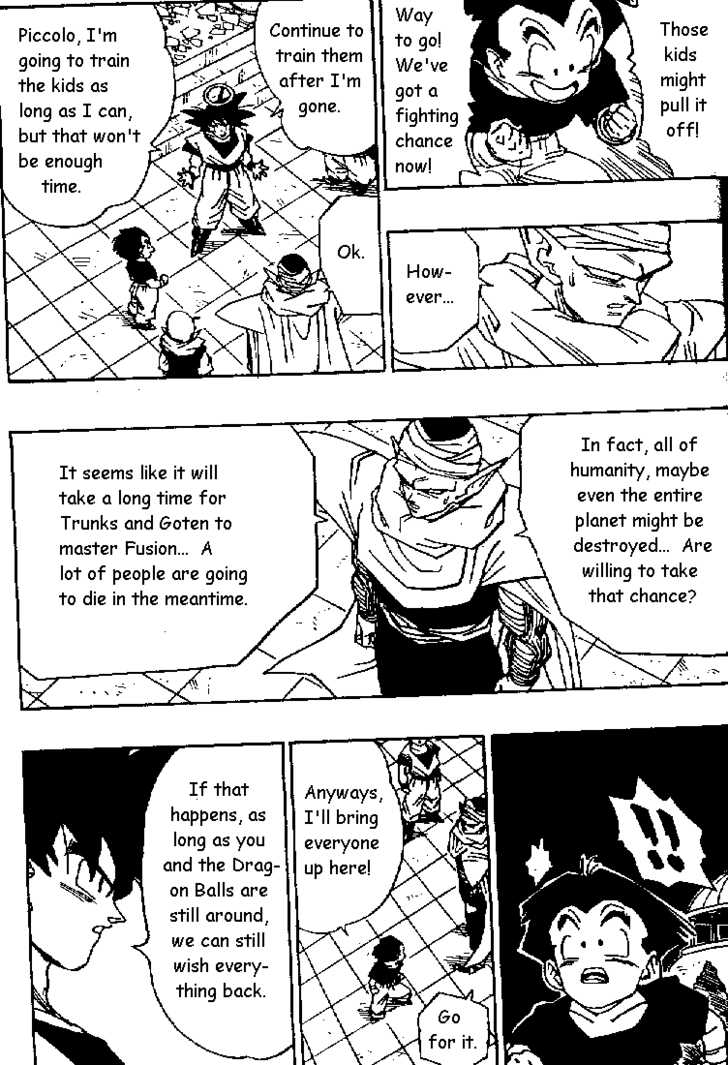 Piccolo, I'm
going to train
the kids as
long as I can,
but that won't
be enough
time.
Continue to
train them
after I'm
gone.
Ok.
Way
to go!
We've
got a
fighting
chance
now!
Those
kids
might
pull it
off!
How-
ever...
It seems like it will
take a long time for
Trunks and Goten to
master Fusion... A
lot of people are going
to die in the meantime.
In fact, all of
humanity, maybe
even the entire
planet might be
destroyed... Are
willing to take
that chance?
If that
happens, as
long as you
and the Drag-
on Balls are
still around,
we can still
wish every-
thing back.
Anyways,
I'll bring
everyone
up here!
Go
for it.
!!